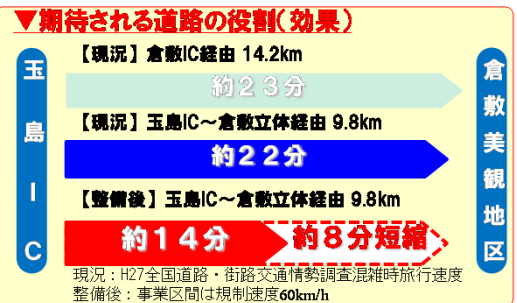 ▼期待される道路の役割（効果）
玉島IC
【現況】倉敷IC経由 14.2km
約23分
【現況】玉島IC～倉敷立体経由 9.8km
約22分
【整備後】玉島IC～倉敷立体経由 9.8km
約14分
約8分短縮
倉敷美観地区
現況：H27全国道路・街路交通情勢調査混雑時旅行速度
整備後：事業区間は規制速度60km/h